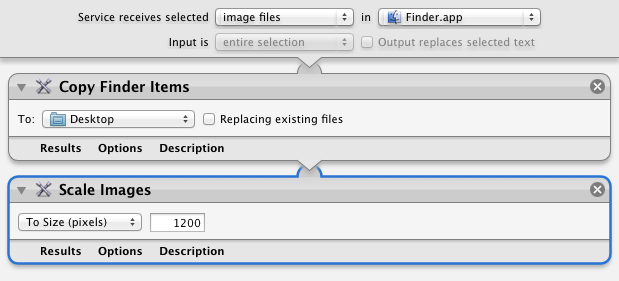 Service receives selected image files in Finder.app
Input is entire selection Output replaces selected text
Copy Finder Items
To: Desktop Replacing existing files
Results Options Description
Scale Images
To Size (pixels) 1200
Results Options Description